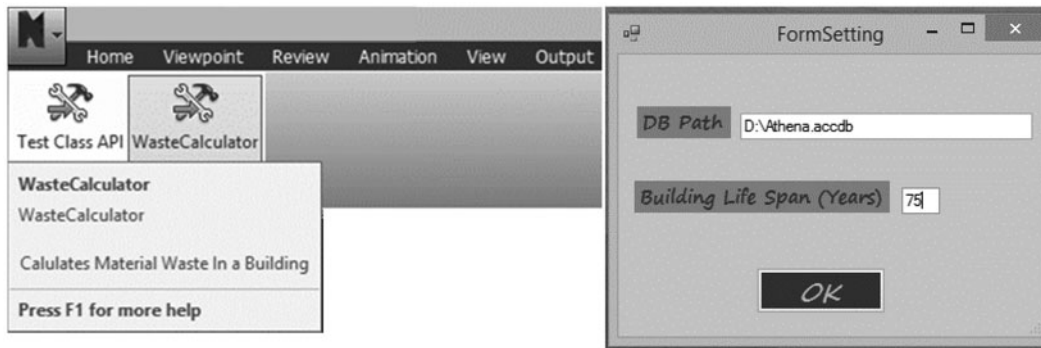 N
Home Viewpoint Review Animation View Output
Test Class API WasteCalculator
WasteCalculator
WasteCalculator
Calulates Material Waste In a Building
Press F1 for more help
FormSetting
DB Path D:\Athena.accdb
Building Life Span (Years) 75
OK